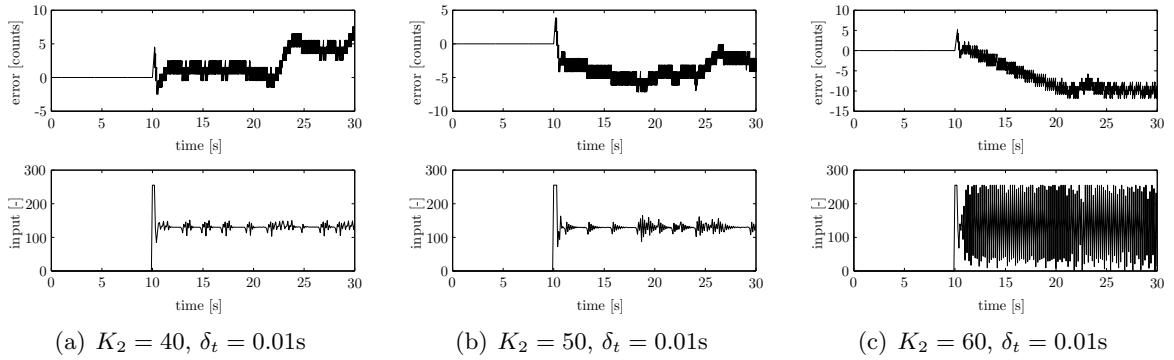 10
5
0
-5
error [counts]
0 5 10 15 20 25 30
time [s]
300
200
100
0
input [-]
0 5 10 15 20 25 30
time [s]
(a) K₂ = 40, δₜ = 0.01s
5
0
-5
-10
error [counts]
0 5 10 15 20 25 30
time [s]
300
200
100
0
input [-]
0 5 10 15 20 25 30
time [s]
(b) K₂ = 50, δₜ = 0.01s
10
5
0
-5
-10
-15
error [counts]
0 5 10 15 20 25 30
time [s]
300
200
100
0
input [-]
0 5 10 15 20 25 30
time [s]
(c) K₂ = 60, δₜ = 0.01s